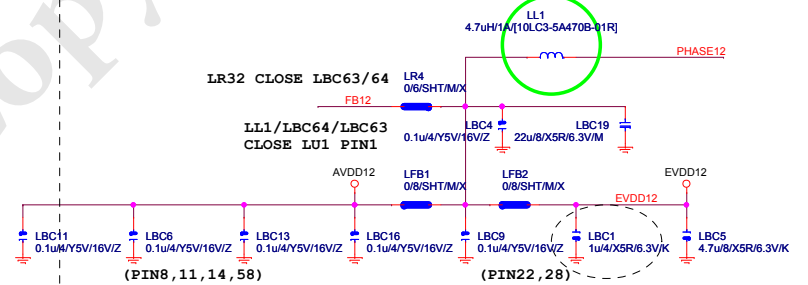 LL1
4.7uH/1A/[10LC3-5A470B-01R]
PHASE12
LR32 CLOSE LBC63/64
LR4
0/6/SHT/M/X
FB12
LL1/LBC64/LBC63
CLOSE LU1 PIN1
LBC4
0.1u/4/Y5V/16V/Z
LBC19
22u/8/X5R/6.3V/M
AVDD12
LFB1
0/8/SHT/M/X
LFB2
0/8/SHT/M/X
EVDD12
EVDD12
LBC11
0.1u/4/Y5V/16V/Z
LBC6
0.1u/4/Y5V/16V/Z
LBC13
0.1u/4/Y5V/16V/Z
LBC16
0.1u/4/Y5V/16V/Z
LBC9
0.1u/4/Y5V/16V/Z
LBC1
1u/4/X5R/6.3V/K
LBC5
4.7u/8/X5R/6.3V/K
(PIN8,11,14,58)
(PIN22,28)